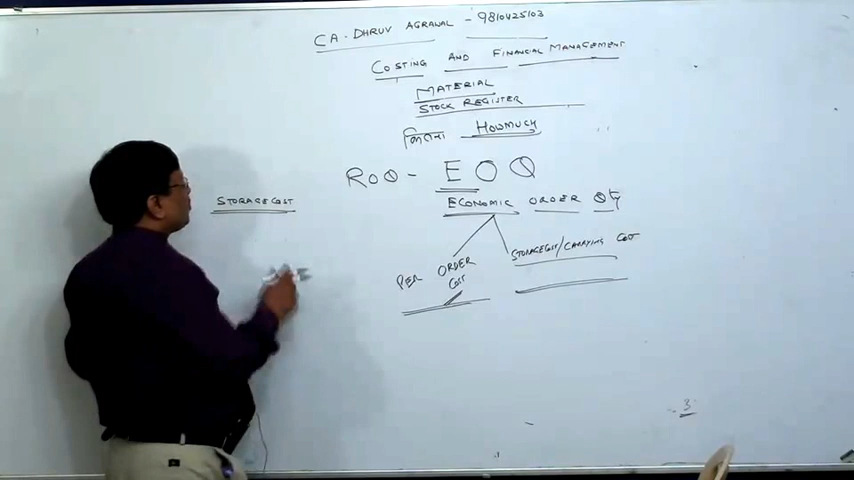 CA. DHRUV AGRAWAL - 9810425103
COSTING AND FINANCIAL MANAGEMENT
MATERIAL
STOCK REGISTER
कितना HOWMUCH
ROQ - EOQ
ECONOMIC ORDER QTY
STORAGE COST
PER ORDER COST
STORAGE COST/CARRYING COST
3